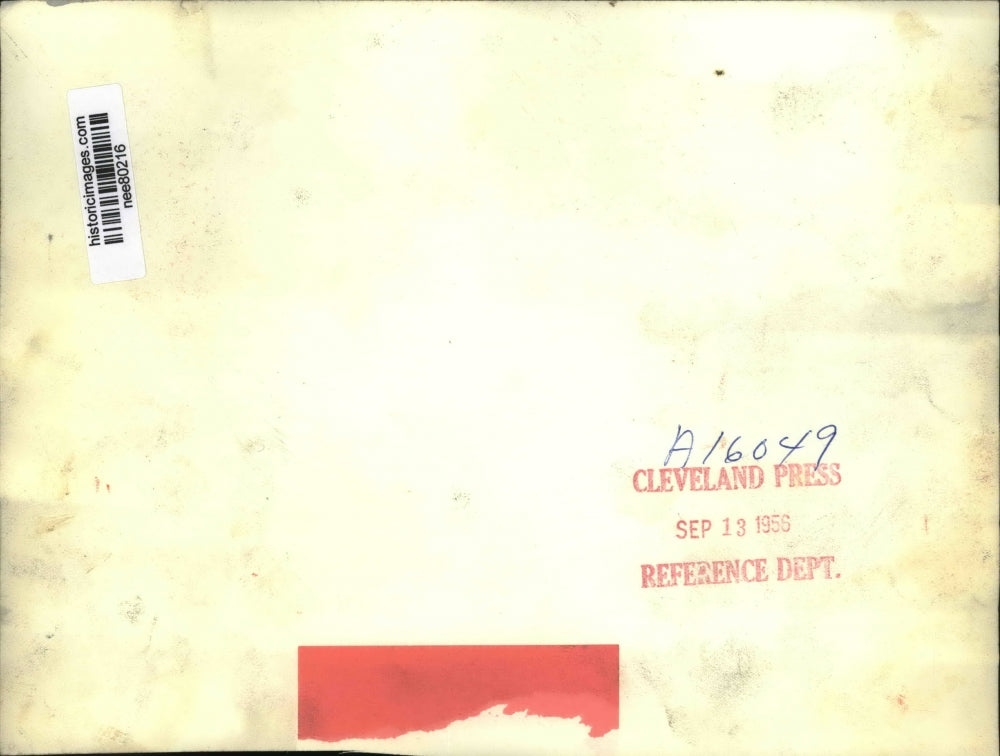 historicimages.com
nee80216
A16049
CLEVELAND PRESS
SEP 13 1956
REFERENCE DEPT.